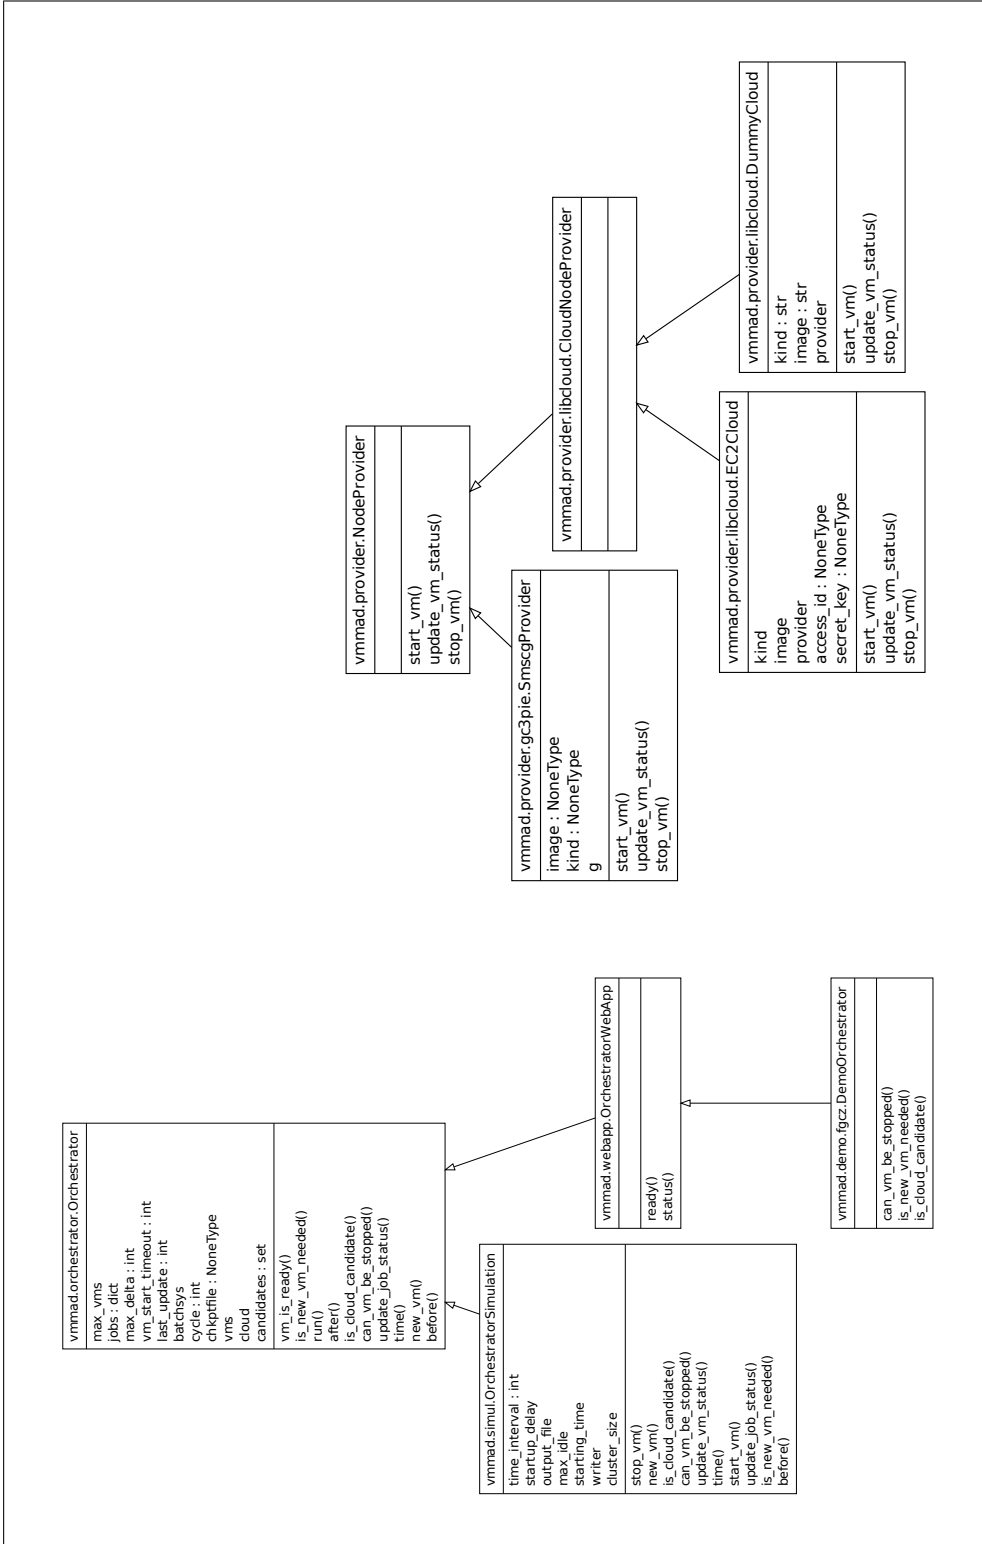 vmmad.orchestrator.Orchestrator
max_vms
jobs : dict
max_delta : int
vm_start_timeout : int
last_update : int
batchsys
cycle : int
chkptfile : NoneType
vms
cloud
candidates : set
vm_is_ready()
is_new_vm_needed()
run()
after()
is_cloud_candidate()
can_vm_be_stopped()
update_job_status()
time()
new_vm()
before()
vmmad.simul.OrchestratorSimulation
time_interval : int
startup_delay
output_file
max_idle
starting_time
writer
cluster_size
stop_vm()
new_vm()
is_cloud_candidate()
can_vm_be_stopped()
update_vm_status()
time()
start_vm()
update_job_status()
is_new_vm_needed()
before()
vmmad.webapp.OrchestratorWebApp
ready()
status()
vmmad.demo.fgcz.DemoOrchestrator
can_vm_be_stopped()
is_new_vm_needed()
is_cloud_candidate()
vmmad.provider.NodeProvider
start_vm()
update_vm_status()
stop_vm()
vmmad.provider.gc3pie.SmscgProvider
image : NoneType
kind : NoneType
g
start_vm()
update_vm_status()
stop_vm()
vmmad.provider.libcloud.CloudNodeProvider
vmmad.provider.libcloud.EC2Cloud
kind
image
provider
access_id : NoneType
secret_key : NoneType
start_vm()
update_vm_status()
stop_vm()
vmmad.provider.libcloud.DummyCloud
kind : str
image : str
provider
start_vm()
update_vm_status()
stop_vm()